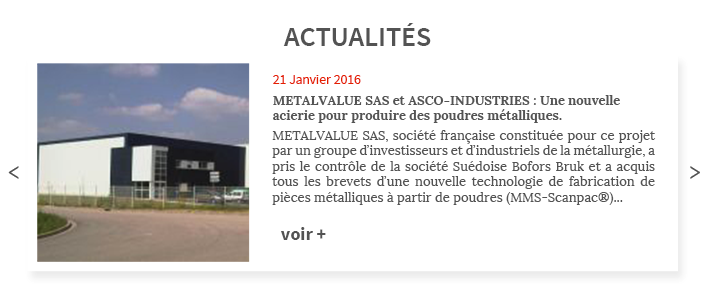 ACTUALITÉS
21 Janvier 2016
METALVALUE SAS et ASCO-INDUSTRIES : Une nouvelle
acierie pour produire des poudres métalliques.
METALVALUE SAS, société française constituée pour ce projet
par un groupe d’investisseurs et d’industriels de la métallurgie, a
pris le contrôle de la société Suédoise Bofors Bruk et a acquis
tous les brevets d’une nouvelle technologie de fabrication de
pièces métalliques à partir de poudres (MMS-Scanpac®)...
< >
voir +